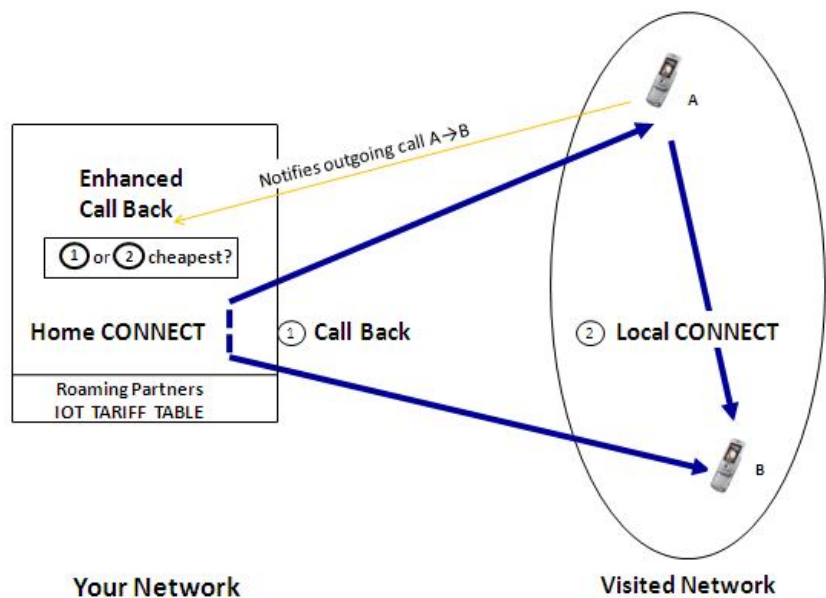 A
Notifies outgoing call A→B
Enhanced
Call Back
① or ② cheapest?
Home CONNECT
① Call Back
② Local CONNECT
Roaming Partners
IOT TARIFF TABLE
B
Your Network
Visited Network